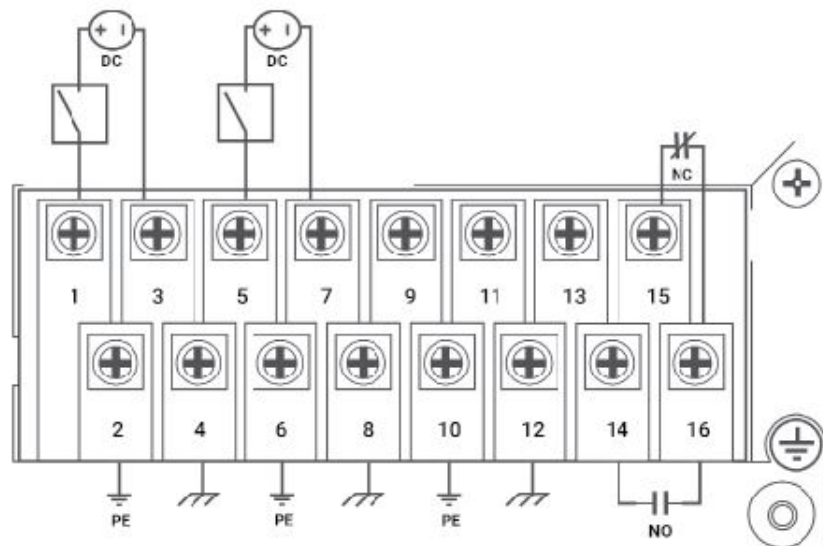 + − DC + − DC
NC
1 3 5 7 9 11 13 15
2 4 6 8 10 12 14 16
PE PE PE NO